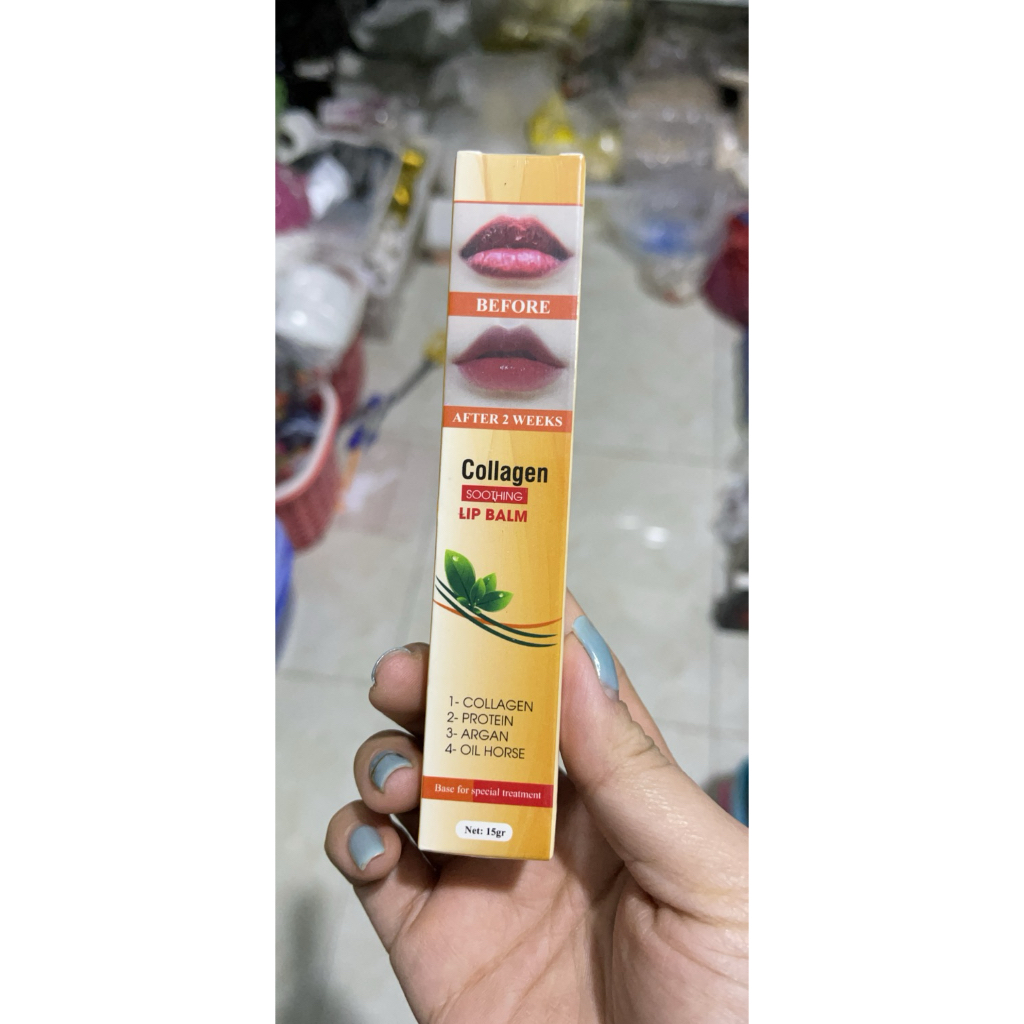 BEFORE
AFTER 2 WEEKS
Collagen
SOOTHING
LIP BALM
1- COLLAGEN
2- PROTEIN
3- ARGAN
4- OIL HORSE
Base for special treatment
Net: 15gr